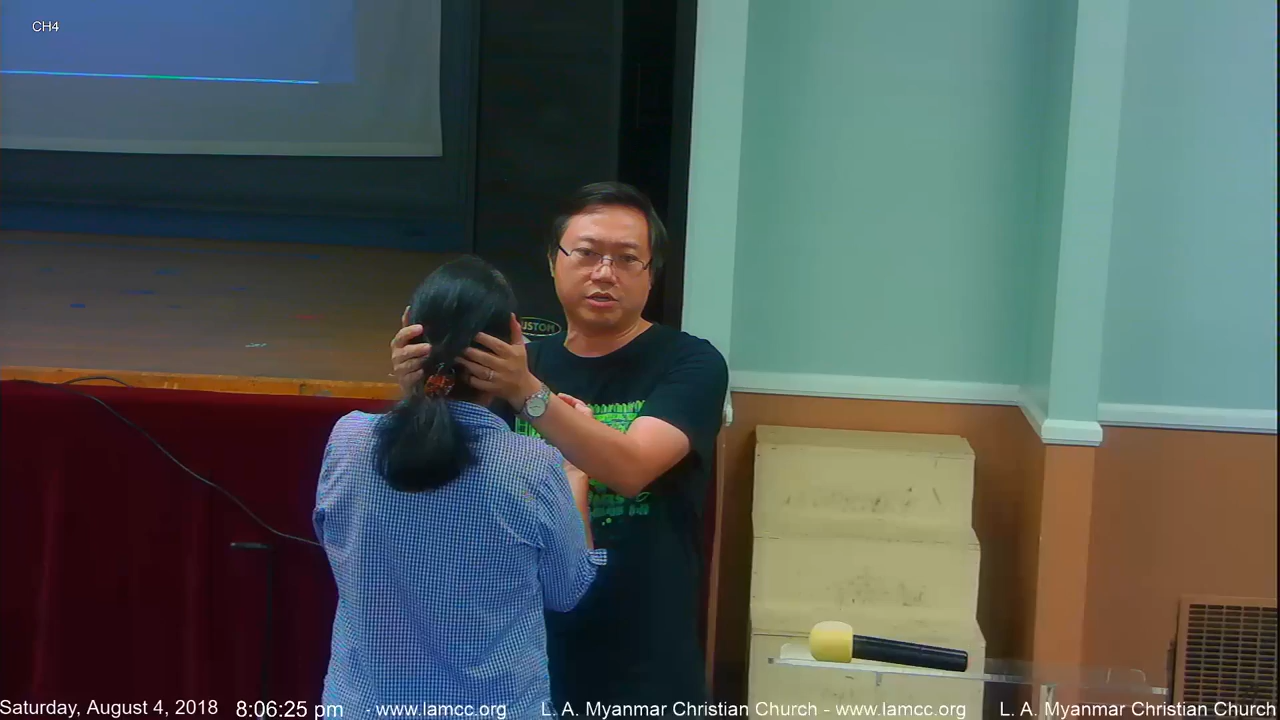 CH4
USTOM
Saturday, August 4, 2018 8:06:25 pm - www.lamcc.org L. A. Myanmar Christian Church - www.lamcc.org L. A. Myanmar Christian Church